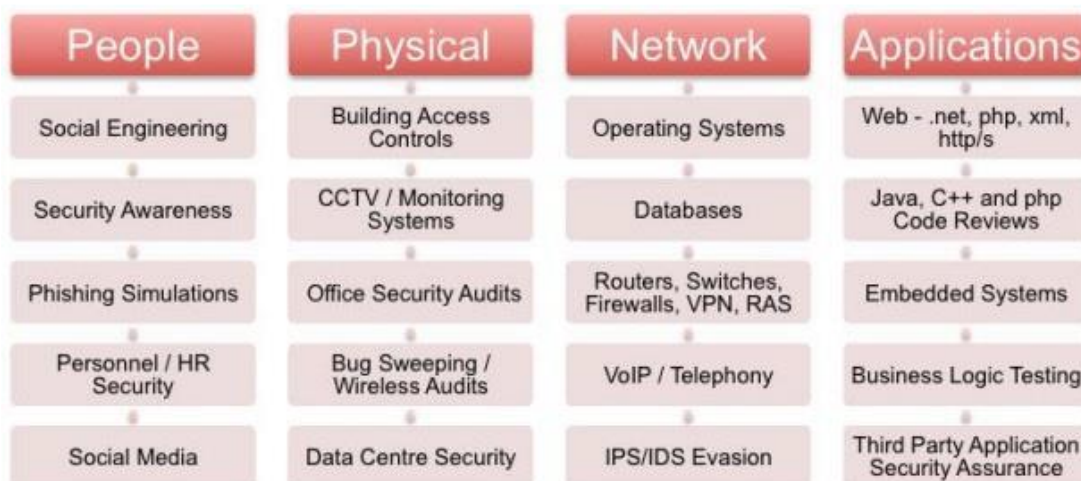 People
Social Engineering
Security Awareness
Phishing Simulations
Personnel / HR
Security
Social Media
Physical
Building Access
Controls
CCTV / Monitoring
Systems
Office Security Audits
Bug Sweeping /
Wireless Audits
Data Centre Security
Network
Operating Systems
Databases
Routers, Switches,
Firewalls, VPN, RAS
VoIP / Telephony
IPS/IDS Evasion
Applications
Web - .net, php, xml,
http/s
Java, C++ and php
Code Reviews
Embedded Systems
Business Logic Testing
Third Party Application
Security Assurance